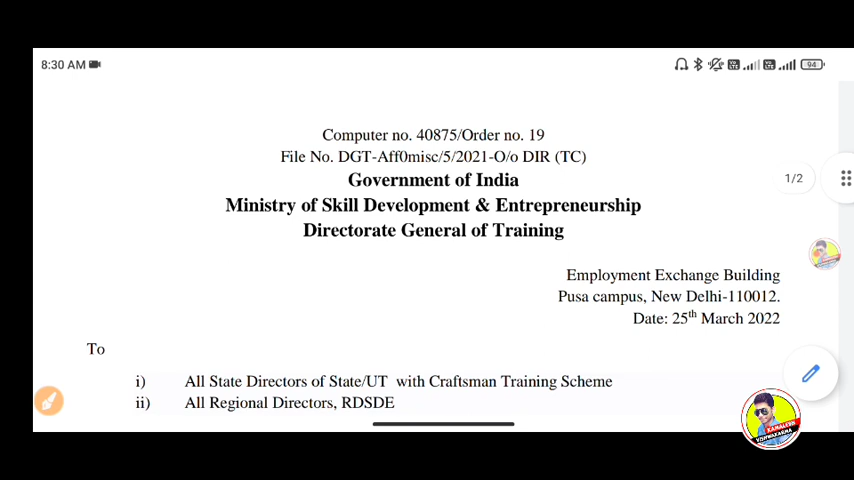 8:30 AM
94
Computer no. 40875/Order no. 19
File No. DGT-Aff0misc/5/2021-O/o DIR (TC)
Government of India
1/2
Ministry of Skill Development & Entrepreneurship
Directorate General of Training
Employment Exchange Building
Pusa campus, New Delhi-110012.
Date: 25th March 2022
To
i) All State Directors of State/UT with Craftsman Training Scheme
ii) All Regional Directors, RDSDE
KAMALESH
VISHWAKARMA